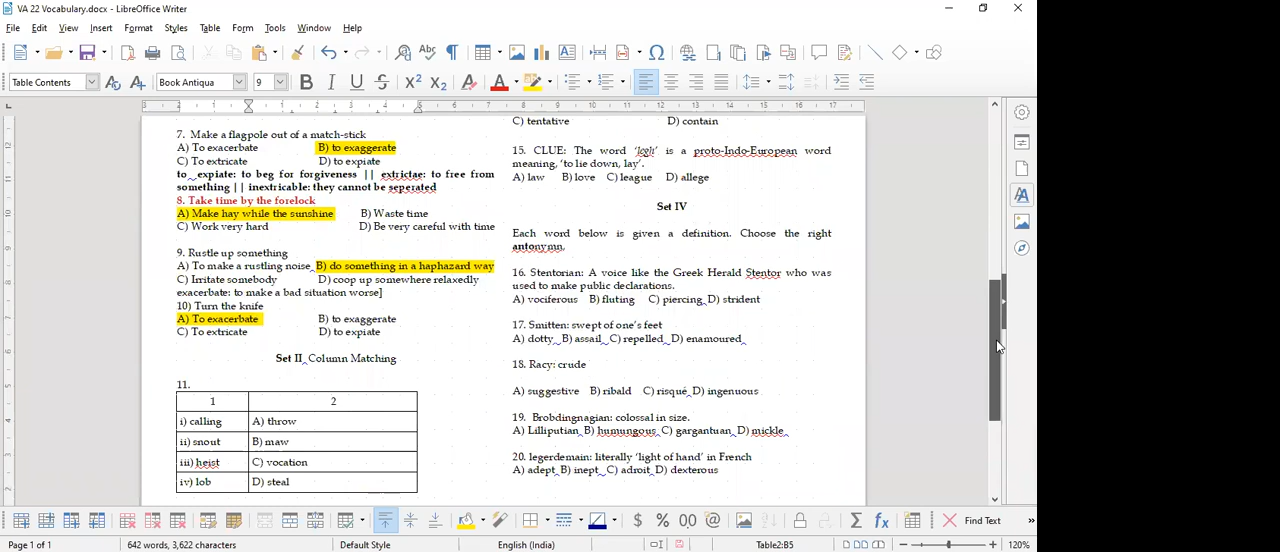 VA 22 Vocabulary.docx - LibreOffice Writer
File Edit View Insert Format Styles Table Form Tools Window Help
Table Contents Book Antiqua 9
7. Make a flagpole out of a match-stick
A) To exacerbate B) to exaggerate
C) To extricate D) to expiate
to expiate: to beg for forgiveness || extrictae: to free from
something || inextricable: they cannot be seperated
8. Take time by the forelock
A) Make hay while the sunshine B) Waste time
C) Work very hard D) Be very careful with time
9. Rustle up something
A) To make a rustling noise B) do something in a haphazard way
C) Irritate somebody D) coop up somewhere relaxedly
exacerbate: to make a bad situation worse]
10) Turn the knife
A) To exacerbate B) to exaggerate
C) To extricate D) to expiate
Set II Column Matching
11.
1 2
i) calling A) throw
ii) snout B) maw
iii) heist C) vocation
iv) lob D) steal
C) tentative D) contain
15. CLUE: The word ‘legh’ is a proto-Indo-European word
meaning, ‘to lie down, lay’.
A) law B) love C) league D) allege
Set IV
Each word below is given a definition. Choose the right
antonymn.
16. Stentorian: A voice like the Greek Herald Stentor who was
used to make public declarations.
A) vociferous B) fluting C) piercing D) strident
17. Smitten: swept of one’s feet
A) dotty B) assail C) repelled D) enamoured
18. Racy: crude
A) suggestive B) ribald C) risqué D) ingenuous
19. Brobdingnagian: colossal in size.
A) Lilliputian B) humungous C) gargantuan D) mickle
20. legerdemain: literally ‘light of hand’ in French
A) adept B) inept C) adroit D) dexterous
Find Text
Page 1 of 1 642 words, 3,622 characters Default Style English (India) Table2:B5 120%